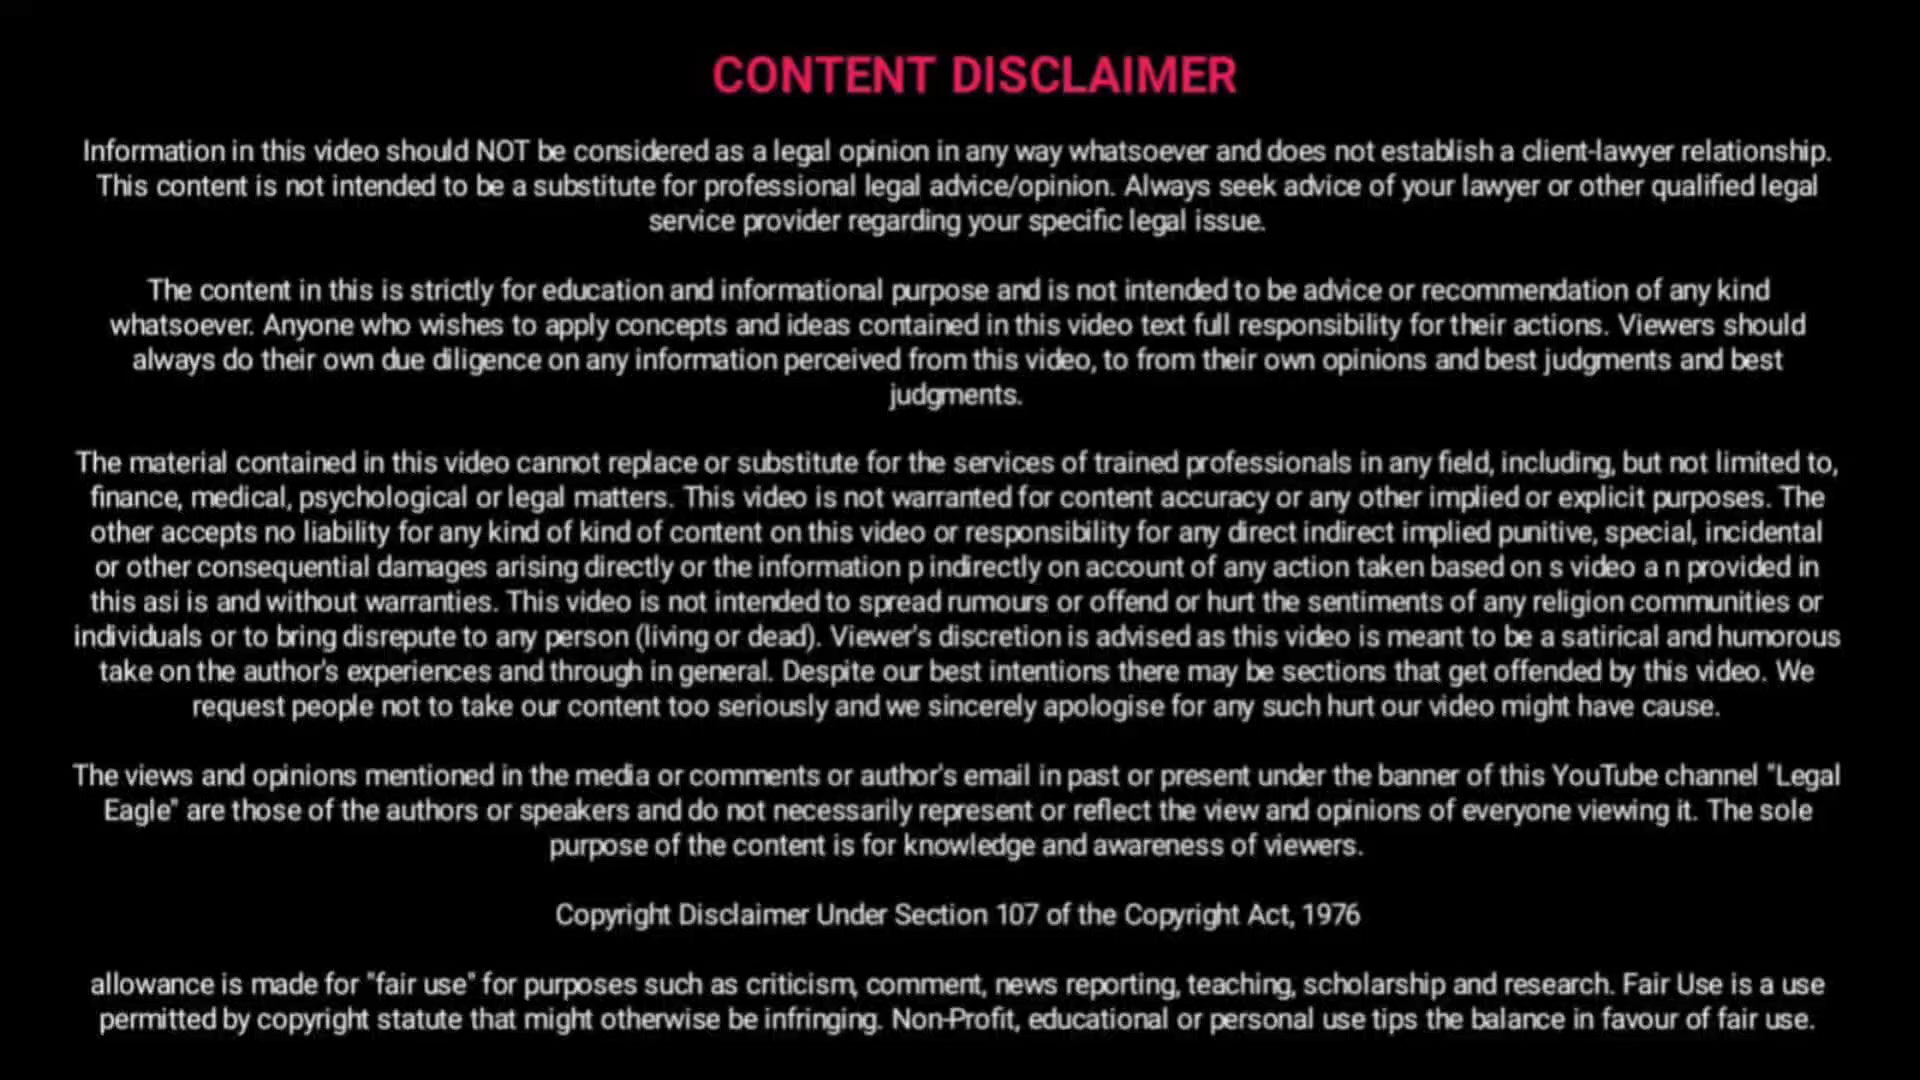 CONTENT DISCLAIMER
Information in this video should NOT be considered as a legal opinion in any way whatsoever and does not establish a client-lawyer relationship.
This content is not intended to be a substitute for professional legal advice/opinion. Always seek advice of your lawyer or other qualified legal
service provider regarding your specific legal issue.
The content in this is strictly for education and informational purpose and is not intended to be advice or recommendation of any kind
whatsoever. Anyone who wishes to apply concepts and ideas contained in this video text full responsibility for their actions. Viewers should
always do their own due diligence on any information perceived from this video, to from their own opinions and best judgments and best
judgments.
The material contained in this video cannot replace or substitute for the services of trained professionals in any field, including, but not limited to,
finance, medical, psychological or legal matters. This video is not warranted for content accuracy or any other implied or explicit purposes. The
other accepts no liability for any kind of kind of content on this video or responsibility for any direct indirect implied punitive, special, incidental
or other consequential damages arising directly or the information p indirectly on account of any action taken based on s video a n provided in
this asi is and without warranties. This video is not intended to spread rumours or offend or hurt the sentiments of any religion communities or
individuals or to bring disrepute to any person (living or dead). Viewer's discretion is advised as this video is meant to be a satirical and humorous
take on the author's experiences and through in general. Despite our best intentions there may be sections that get offended by this video. We
request people not to take our content too seriously and we sincerely apologise for any such hurt our video might have cause.
The views and opinions mentioned in the media or comments or author's email in past or present under the banner of this YouTube channel "Legal
Eagle" are those of the authors or speakers and do not necessarily represent or reflect the view and opinions of everyone viewing it. The sole
purpose of the content is for knowledge and awareness of viewers.
Copyright Disclaimer Under Section 107 of the Copyright Act, 1976
allowance is made for "fair use" for purposes such as criticism, comment, news reporting, teaching, scholarship and research. Fair Use is a use
permitted by copyright statute that might otherwise be infringing. Non-Profit, educational or personal use tips the balance in favour of fair use.